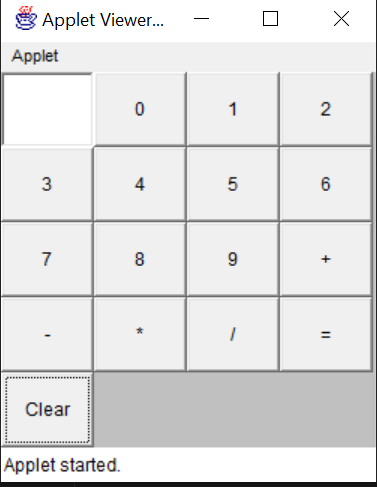 Applet Viewer...
Applet
0 1 2
3 4 5 6
7 8 9 +
- * / =
Clear
Applet started.